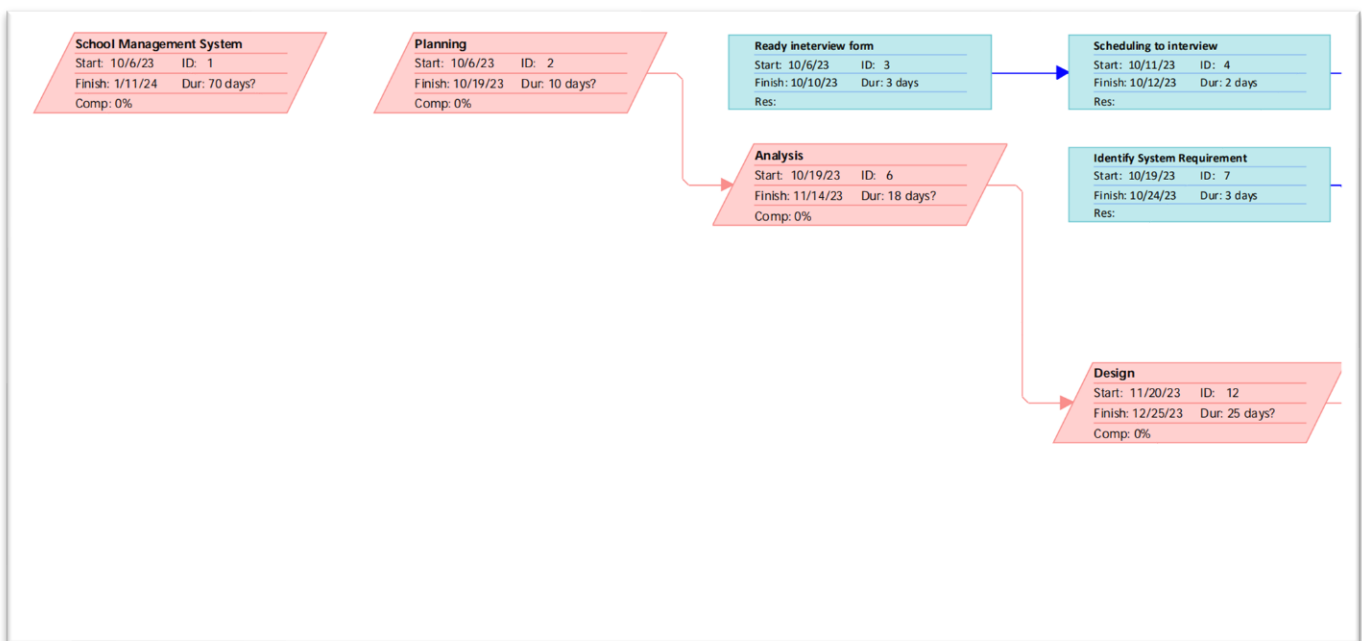 School Management System
Start: 10/6/23 ID: 1
Finish: 1/11/24 Dur: 70 days?
Comp: 0%
Planning
Start: 10/6/23 ID: 2
Finish: 10/19/23 Dur: 10 days?
Comp: 0%
Ready ineterview form
Start: 10/6/23 ID: 3
Finish: 10/10/23 Dur: 3 days
Res:
Scheduling to interview
Start: 10/11/23 ID: 4
Finish: 10/12/23 Dur: 2 days
Res:
Analysis
Start: 10/19/23 ID: 6
Finish: 11/14/23 Dur: 18 days?
Comp: 0%
Identify System Requirement
Start: 10/19/23 ID: 7
Finish: 10/24/23 Dur: 3 days
Res:
Design
Start: 11/20/23 ID: 12
Finish: 12/25/23 Dur: 25 days?
Comp: 0%